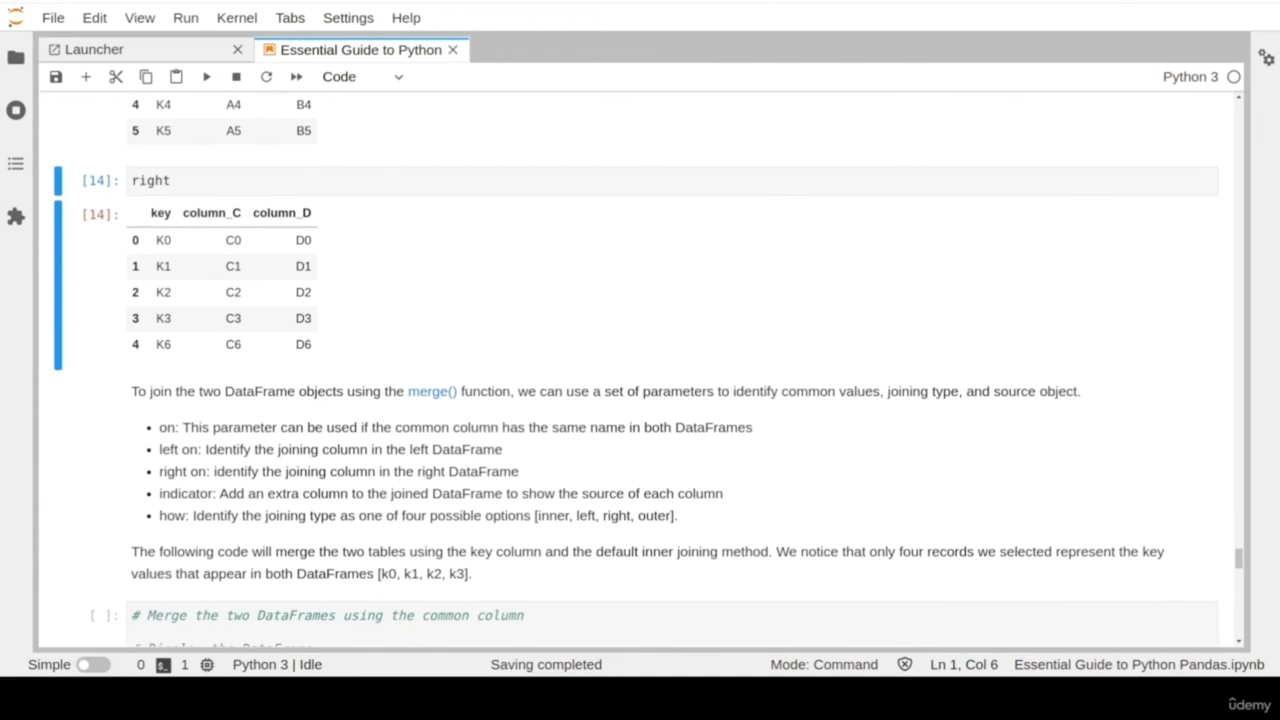 File Edit View Run Kernel Tabs Settings Help
Launcher Essential Guide to Python
Code Python 3
4 K4 A4 B4
5 K5 A5 B5
[14]: right
[14]: key column_C column_D
0 K0 C0 D0
1 K1 C1 D1
2 K2 C2 D2
3 K3 C3 D3
4 K6 C6 D6
To join the two DataFrame objects using the merge() function, we can use a set of parameters to identify common values, joining type, and source object.
• on: This parameter can be used if the common column has the same name in both DataFrames
• left on: Identify the joining column in the left DataFrame
• right on: identify the joining column in the right DataFrame
• indicator: Add an extra column to the joined DataFrame to show the source of each column
• how: Identify the joining type as one of four possible options [inner, left, right, outer].
The following code will merge the two tables using the key column and the default inner joining method. We notice that only four records we selected represent the key
values that appear in both DataFrames [k0, k1, k2, k3].
[ ]: # Merge the two DataFrames using the common column
Simple 0 1 Python 3 | Idle Saving completed Mode: Command Ln 1, Col 6 Essential Guide to Python Pandas.ipynb
ûdemy